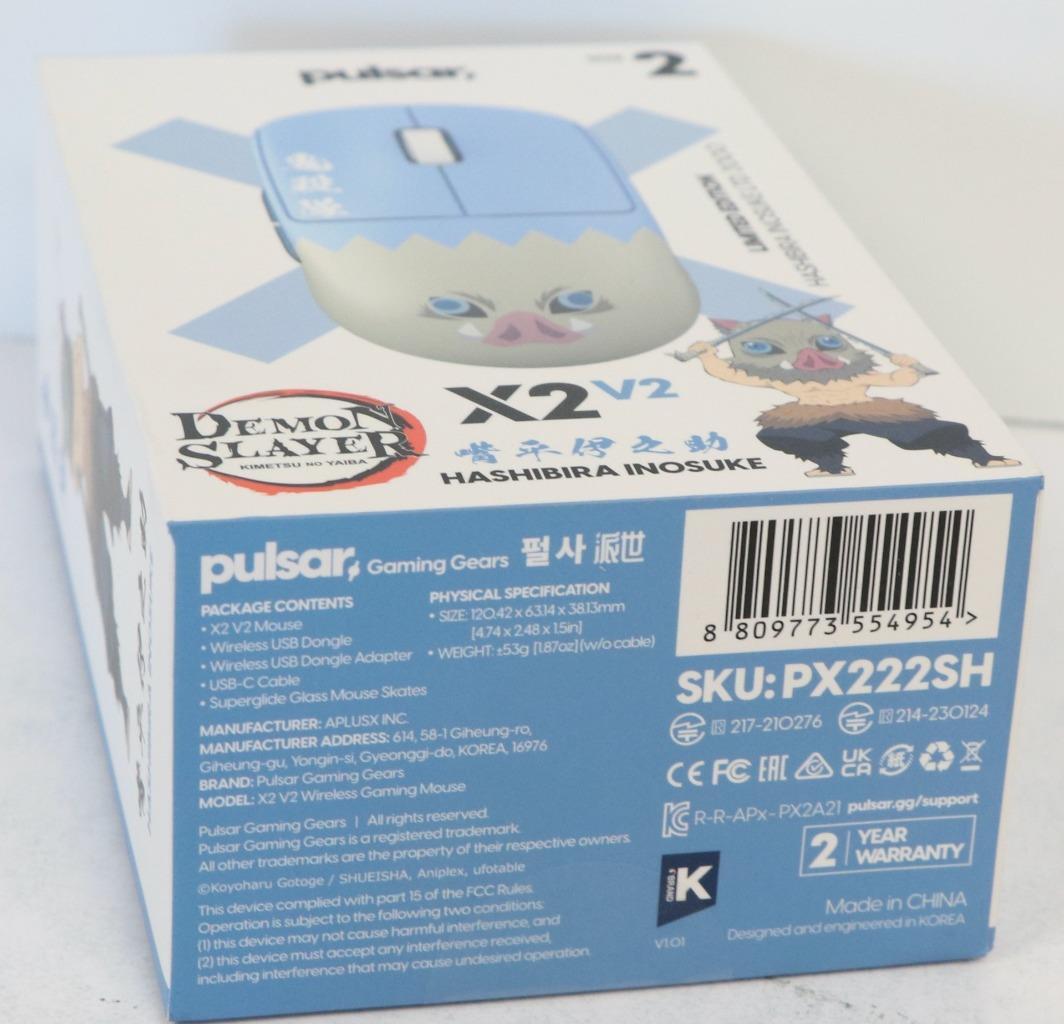 pulsar,
2
嘴平伊之助
LIMITED EDITION
DEMON
SLAYER
KIMETSU NO YAIBA
X2 V2
嘴平伊之助
HASHIBIRA INOSUKE
pulsar, Gaming Gears 펄사 派世
PACKAGE CONTENTS
• X2 V2 Mouse
• Wireless USB Dongle
• Wireless USB Dongle Adapter
• USB-C Cable
• Superglide Glass Mouse Skates
PHYSICAL SPECIFICATION
• SIZE: 120.42 x 63.14 x 38.13mm
[4.74 x 2.48 x 1.5in]
• WEIGHT: ±53g [1.87oz] (w/o cable)
MANUFACTURER: APLUSX INC.
MANUFACTURER ADDRESS: 614, 58-1 Giheung-ro,
Giheung-gu, Yongin-si, Gyeonggi-do, KOREA, 16976
BRAND: Pulsar Gaming Gears
MODEL: X2 V2 Wireless Gaming Mouse
Pulsar Gaming Gears | All rights reserved.
Pulsar Gaming Gears is a registered trademark.
All other trademarks are the property of their respective owners.
©Koyoharu Gotoge / SHUEISHA, Aniplex, ufotable
This device complied with part 15 of the FCC Rules.
Operation is subject to the following two conditions:
(1) this device may not cause harmful interference, and
(2) this device must accept any interference received,
including interference that may cause undesired operation.
8 809773 554954 >
SKU: PX222SH
R 217-210276 R 214-230124
CE FC EAC UKCA
R-R-APx-PX2A21 pulsar.gg/support
2 YEAR
WARRANTY
K
BRAND
V1.01
Made in CHINA
Designed and engineered in KOREA